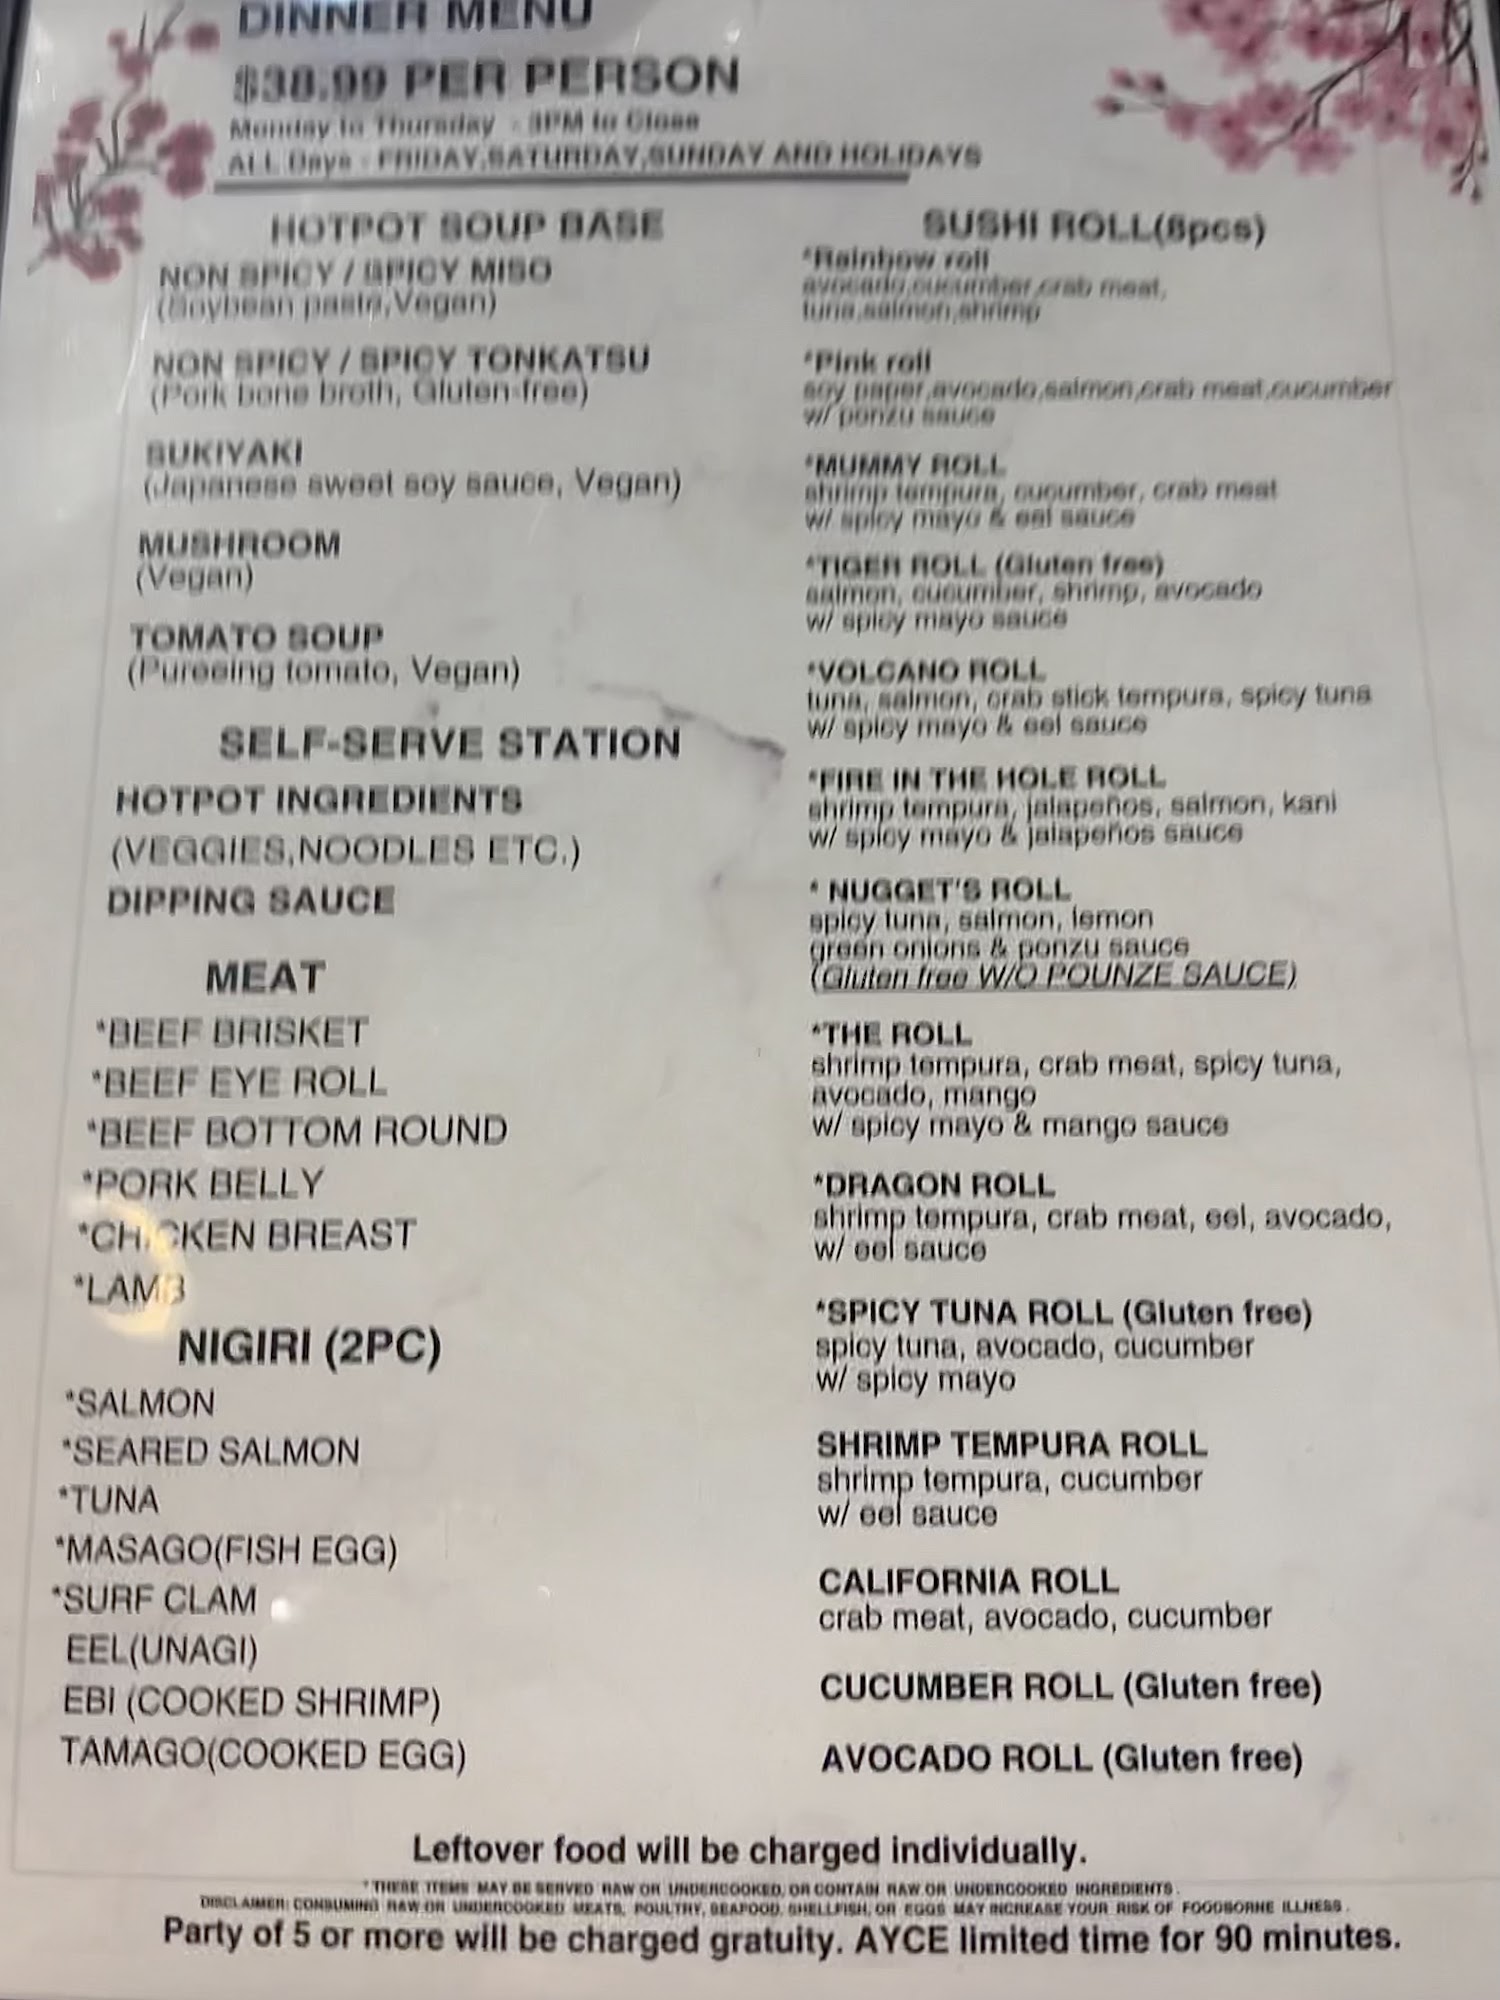 DINNER MENU
$38.99 PER PERSON
Monday to Thursday - 3PM to Close
ALL Days - FRIDAY,SATURDAY,SUNDAY AND HOLIDAYS
HOTPOT SOUP BASE
NON SPICY / SPICY MISO
(Soybean paste,Vegan)
NON SPICY / SPICY TONKATSU
(Pork bone broth, Gluten-free)
SUKIYAKI
(Japanese sweet soy sauce, Vegan)
MUSHROOM
(Vegan)
TOMATO SOUP
(Pureeing tomato, Vegan)
SELF-SERVE STATION
HOTPOT INGREDIENTS
(VEGGIES,NOODLES ETC.)
DIPPING SAUCE
MEAT
*BEEF BRISKET
*BEEF EYE ROLL
*BEEF BOTTOM ROUND
*PORK BELLY
*CHICKEN BREAST
*LAMB
NIGIRI (2PC)
*SALMON
*SEARED SALMON
*TUNA
*MASAGO(FISH EGG)
*SURF CLAM
EEL(UNAGI)
EBI (COOKED SHRIMP)
TAMAGO(COOKED EGG)
SUSHI ROLL(8pcs)
*Rainbow roll
avocado,cucumber,crab meat,
tuna,salmon,shrimp
*Pink roll
soy paper,avocado,salmon,crab meat,cucumber
w/ ponzu sauce
*MUMMY ROLL
shrimp tempura, cucumber, crab meat
w/ spicy mayo & eel sauce
*TIGER ROLL (Gluten free)
salmon, cucumber, shrimp, avocado
w/ spicy mayo sauce
*VOLCANO ROLL
tuna, salmon, crab stick tempura, spicy tuna
w/ spicy mayo & eel sauce
*FIRE IN THE HOLE ROLL
shrimp tempura, jalapeños, salmon, kani
w/ spicy mayo & jalapeños sauce
* NUGGET'S ROLL
spicy tuna, salmon, lemon
green onions & ponzu sauce
(Gluten free W/O POUNZE SAUCE)
*THE ROLL
shrimp tempura, crab meat, spicy tuna,
avocado, mango
w/ spicy mayo & mango sauce
*DRAGON ROLL
shrimp tempura, crab meat, eel, avocado,
w/ eel sauce
*SPICY TUNA ROLL (Gluten free)
spicy tuna, avocado, cucumber
w/ spicy mayo
SHRIMP TEMPURA ROLL
shrimp tempura, cucumber
w/ eel sauce
CALIFORNIA ROLL
crab meat, avocado, cucumber
CUCUMBER ROLL (Gluten free)
AVOCADO ROLL (Gluten free)
Leftover food will be charged individually.
* THESE ITEMS MAY BE SERVED RAW OR UNDERCOOKED, OR CONTAIN RAW OR UNDERCOOKED INGREDIENTS.
DISCLAIMER: CONSUMING RAW OR UNDERCOOKED MEATS, POULTRY, SEAFOOD, SHELLFISH, OR EGGS MAY INCREASE YOUR RISK OF FOODBORNE ILLNESS.
Party of 5 or more will be charged gratuity. AYCE limited time for 90 minutes.